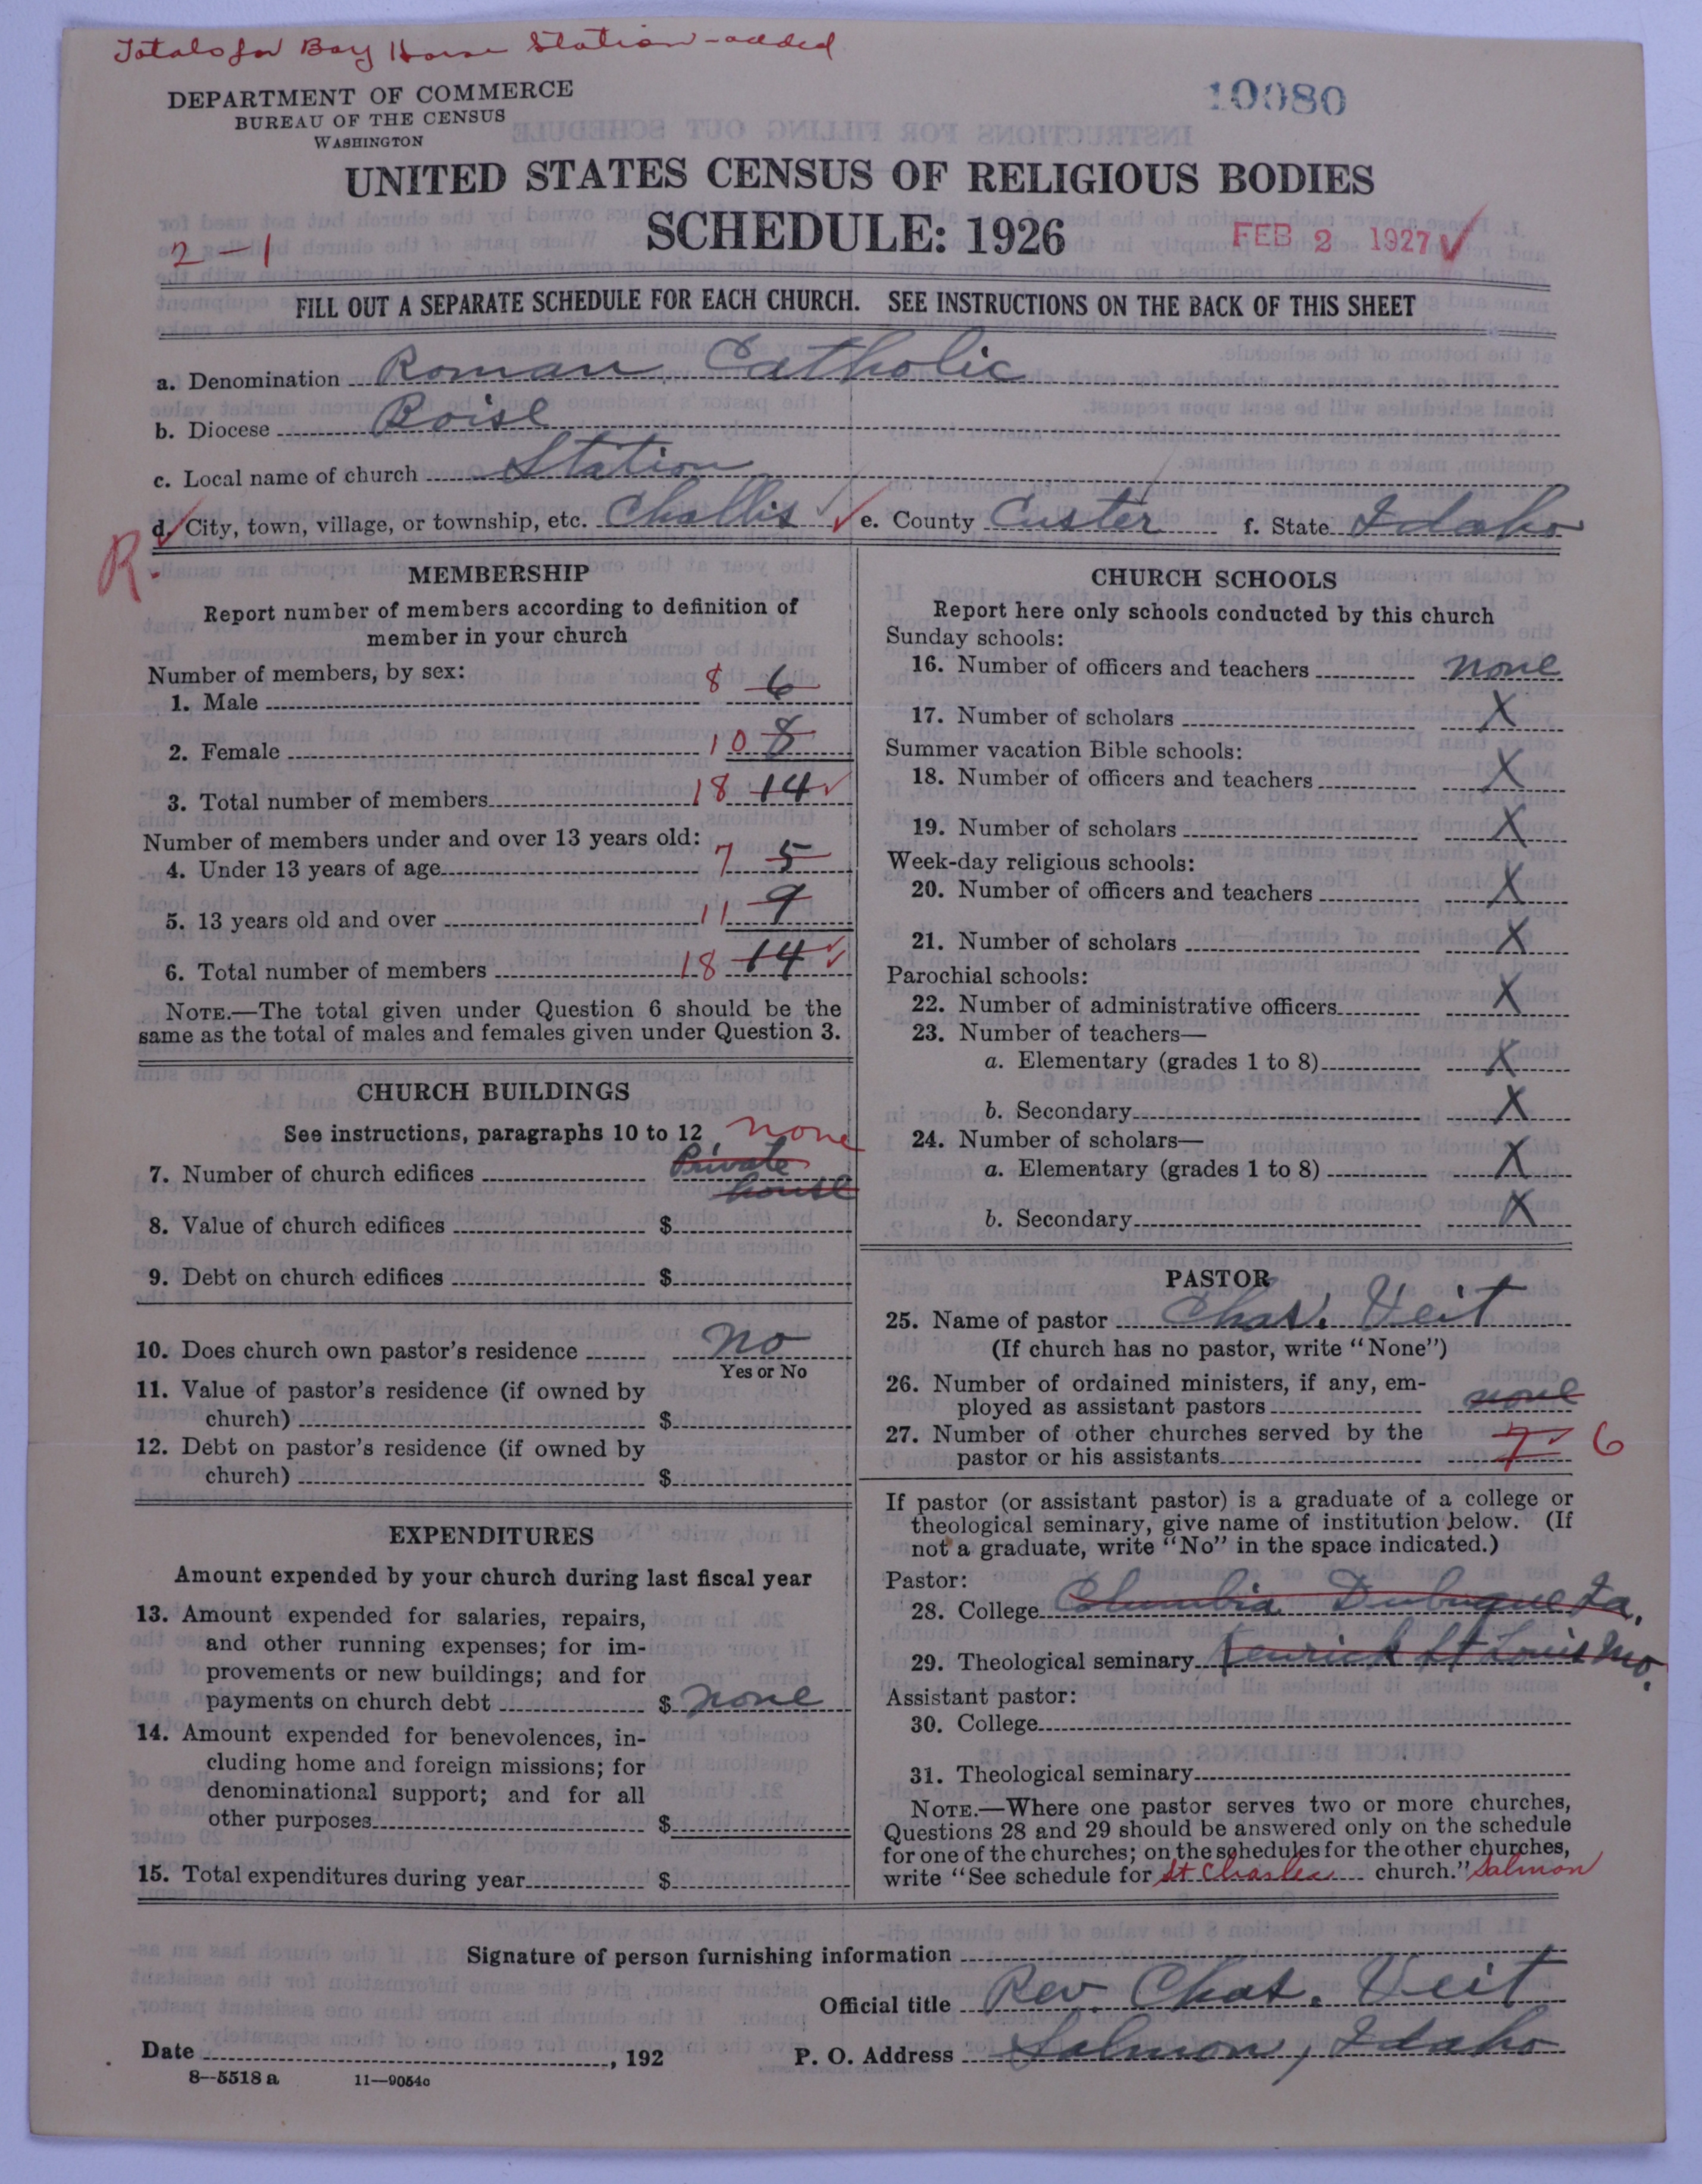 Totals for Bay Horse Station - added
DEPARTMENT OF COMMERCE
BUREAU OF THE CENSUS
WASHINGTON
10080
UNITED STATES CENSUS OF RELIGIOUS BODIES
SCHEDULE: 1926
2 - 1
FEB 2 1927 ✓
FILL OUT A SEPARATE SCHEDULE FOR EACH CHURCH. SEE INSTRUCTIONS ON THE BACK OF THIS SHEET
a. Denomination Roman Catholic
b. Diocese Boise
c. Local name of church Station
d. City, town, village, or township, etc. Challis ✓ e. County Custer f. State Idaho
R.
MEMBERSHIP
Report number of members according to definition of
member in your church
Number of members, by sex:
1. Male 8 6
2. Female 10 8
3. Total number of members 18 14 ✓
Number of members under and over 13 years old:
4. Under 13 years of age 7 5
5. 13 years old and over 11 9
6. Total number of members 18 14 ✓
NOTE.—The total given under Question 6 should be the
same as the total of males and females given under Question 3.
CHURCH BUILDINGS
See instructions, paragraphs 10 to 12 none
7. Number of church edifices Private
house
8. Value of church edifices $
9. Debt on church edifices $
10. Does church own pastor's residence no
Yes or No
11. Value of pastor's residence (if owned by
church) $
12. Debt on pastor's residence (if owned by
church) $
EXPENDITURES
Amount expended by your church during last fiscal year
13. Amount expended for salaries, repairs,
and other running expenses; for im-
provements or new buildings; and for
payments on church debt $ none
14. Amount expended for benevolences, in-
cluding home and foreign missions; for
denominational support; and for all
other purposes $
15. Total expenditures during year $
CHURCH SCHOOLS
Report here only schools conducted by this church
Sunday schools:
16. Number of officers and teachers none
17. Number of scholars X
Summer vacation Bible schools:
18. Number of officers and teachers X
19. Number of scholars X
Week-day religious schools:
20. Number of officers and teachers X
21. Number of scholars X
Parochial schools:
22. Number of administrative officers X
23. Number of teachers—
a. Elementary (grades 1 to 8) X
b. Secondary X
24. Number of scholars—
a. Elementary (grades 1 to 8) X
b. Secondary X
PASTOR
25. Name of pastor Chas. Veit
(If church has no pastor, write "None")
26. Number of ordained ministers, if any, em-
ployed as assistant pastors none
27. Number of other churches served by the
pastor or his assistants 7 6
If pastor (or assistant pastor) is a graduate of a college or
theological seminary, give name of institution below. (If
not a graduate, write "No" in the space indicated.)
Pastor:
28. College Columbia Dubuque Ia.
29. Theological seminary Kenrick St Louis Mo.
Assistant pastor:
30. College
31. Theological seminary
NOTE.—Where one pastor serves two or more churches,
Questions 28 and 29 should be answered only on the schedule
for one of the churches; on the schedules for the other churches,
write "See schedule for St Charles church." Salmon
Signature of person furnishing information
Official title Rev. Chas. Veit
Date , 192 P. O. Address Salmon, Idaho
8—5518 a 11—9054c